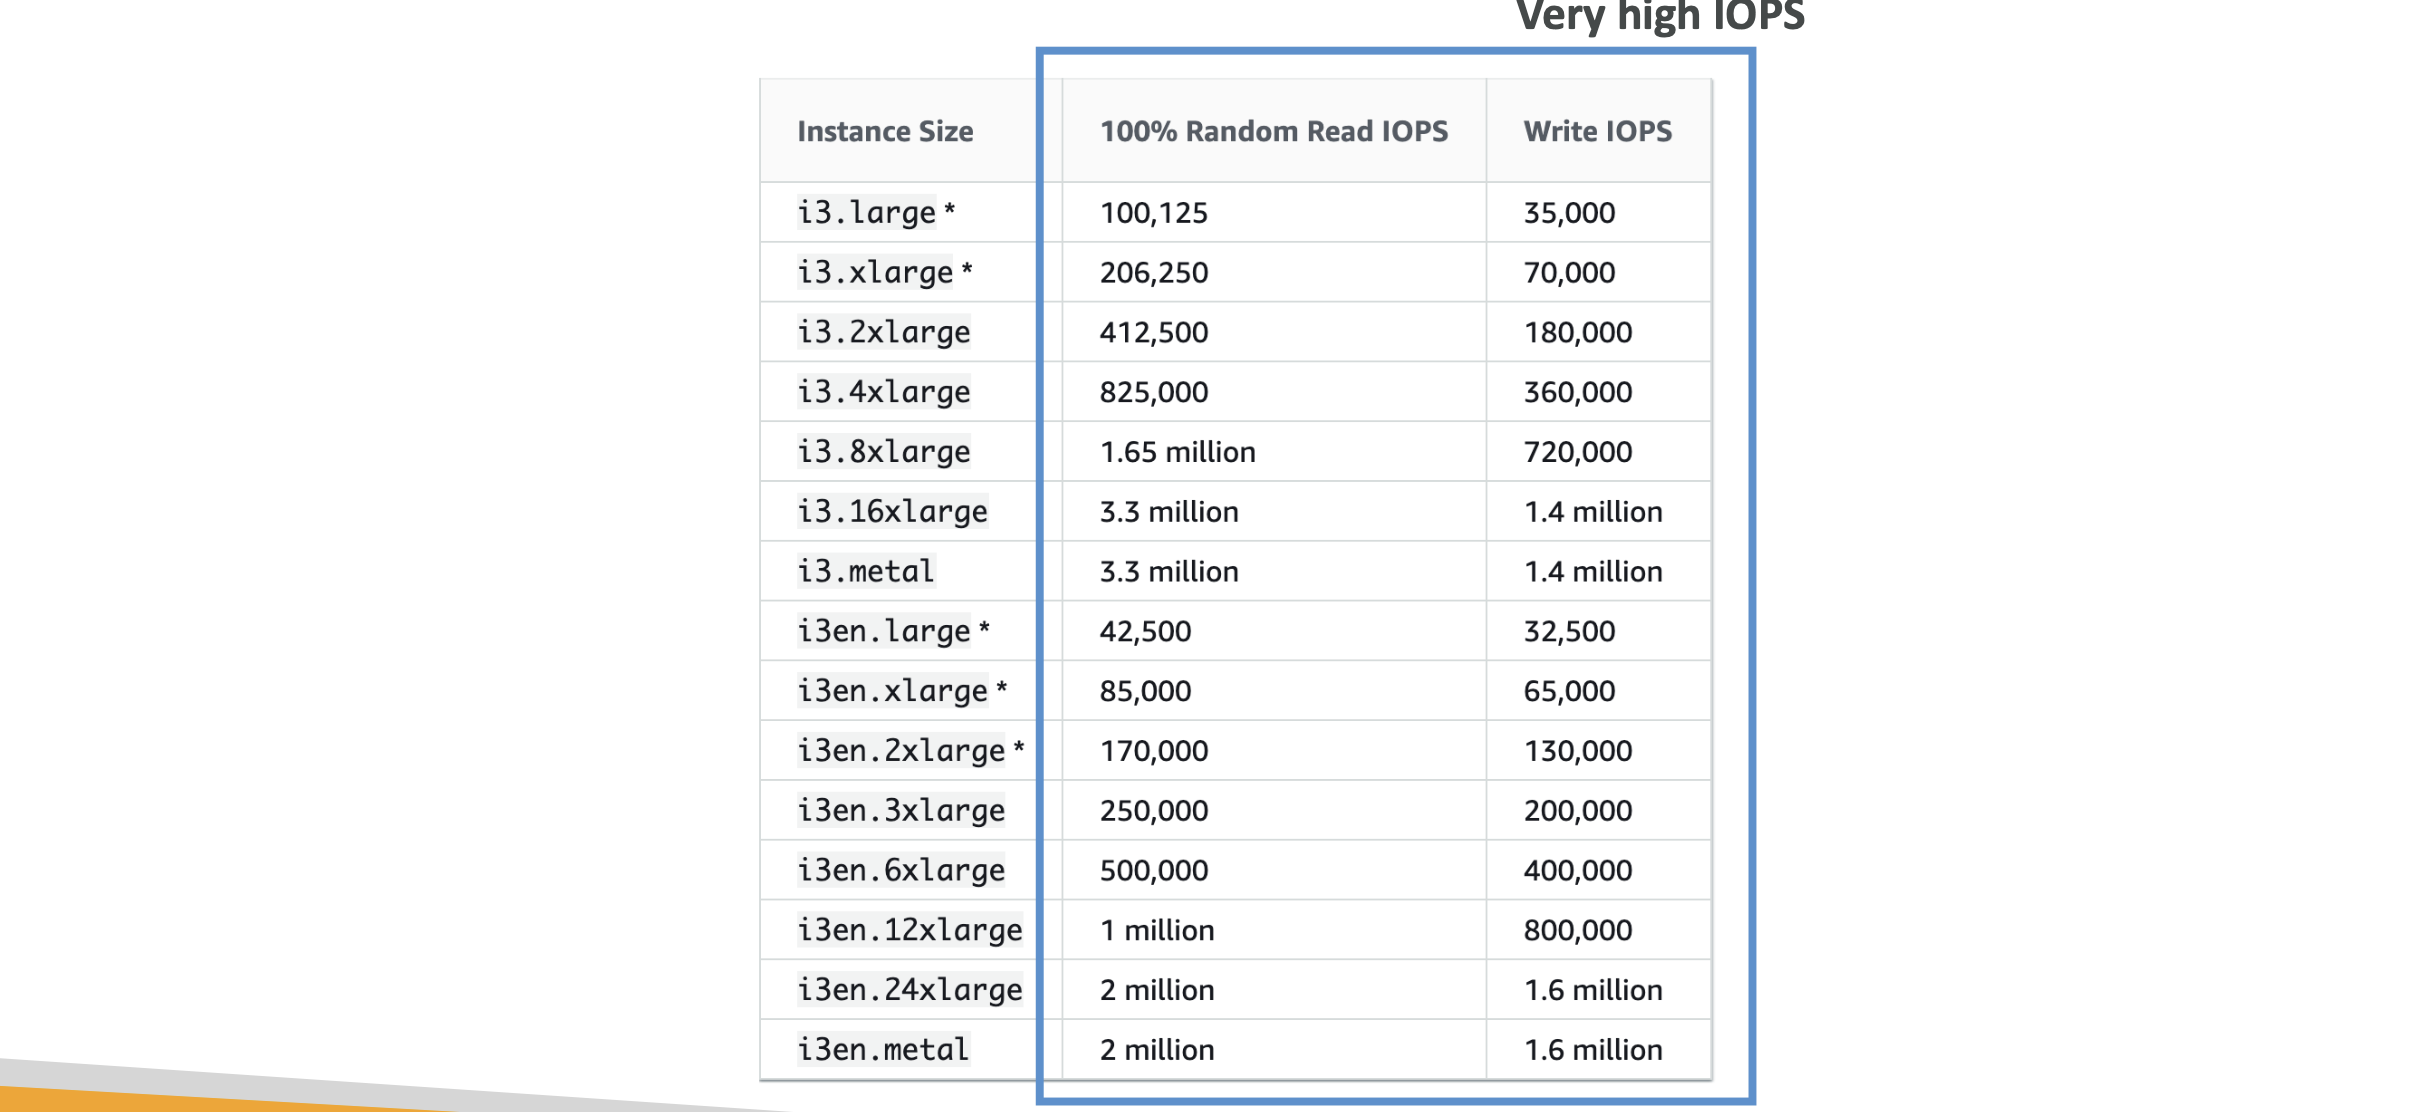 Very high IOPS
Instance Size 100% Random Read IOPS Write IOPS
i3.large * 100,125 35,000
i3.xlarge * 206,250 70,000
i3.2xlarge 412,500 180,000
i3.4xlarge 825,000 360,000
i3.8xlarge 1.65 million 720,000
i3.16xlarge 3.3 million 1.4 million
i3.metal 3.3 million 1.4 million
i3en.large * 42,500 32,500
i3en.xlarge * 85,000 65,000
i3en.2xlarge * 170,000 130,000
i3en.3xlarge 250,000 200,000
i3en.6xlarge 500,000 400,000
i3en.12xlarge 1 million 800,000
i3en.24xlarge 2 million 1.6 million
i3en.metal 2 million 1.6 million